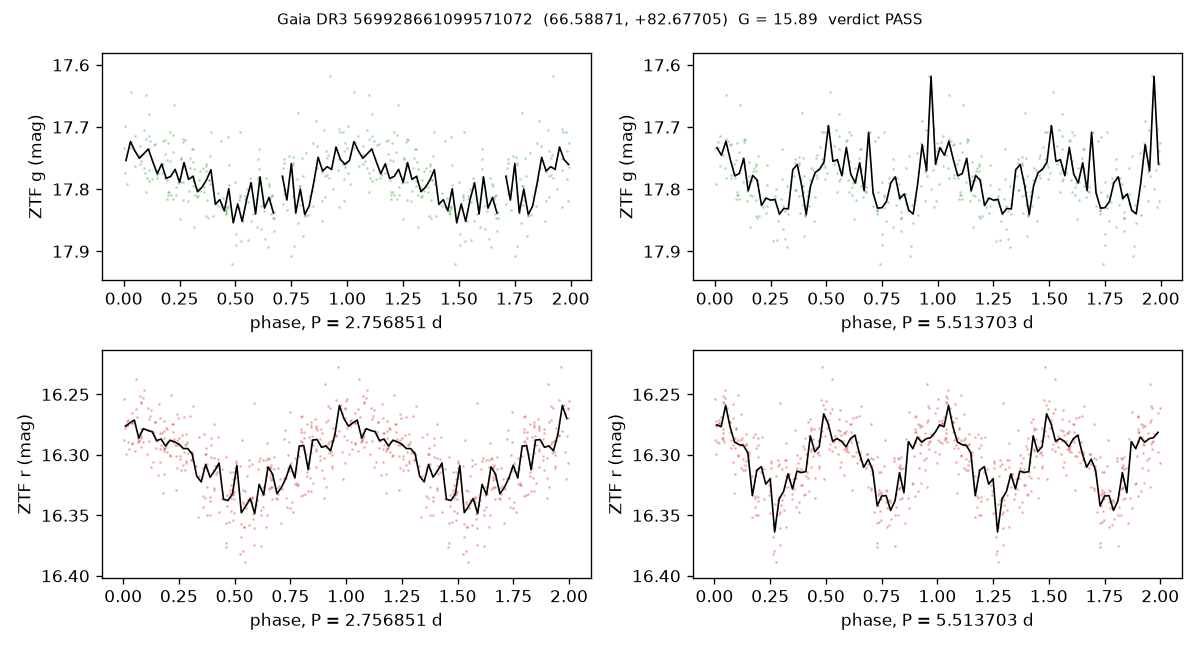 Gaia DR3 569928661099571072 (66.58871, +82.67705) G = 15.89 verdict PASS
17.6
17.7
17.8
17.9
ZTF g (mag)
0.00 0.25 0.50 0.75 1.00 1.25 1.50 1.75 2.00
phase, P = 2.756851 d
17.6
17.7
17.8
17.9
ZTF g (mag)
0.00 0.25 0.50 0.75 1.00 1.25 1.50 1.75 2.00
phase, P = 5.513703 d
16.25
16.30
16.35
16.40
ZTF r (mag)
0.00 0.25 0.50 0.75 1.00 1.25 1.50 1.75 2.00
phase, P = 2.756851 d
16.25
16.30
16.35
16.40
ZTF r (mag)
0.00 0.25 0.50 0.75 1.00 1.25 1.50 1.75 2.00
phase, P = 5.513703 d